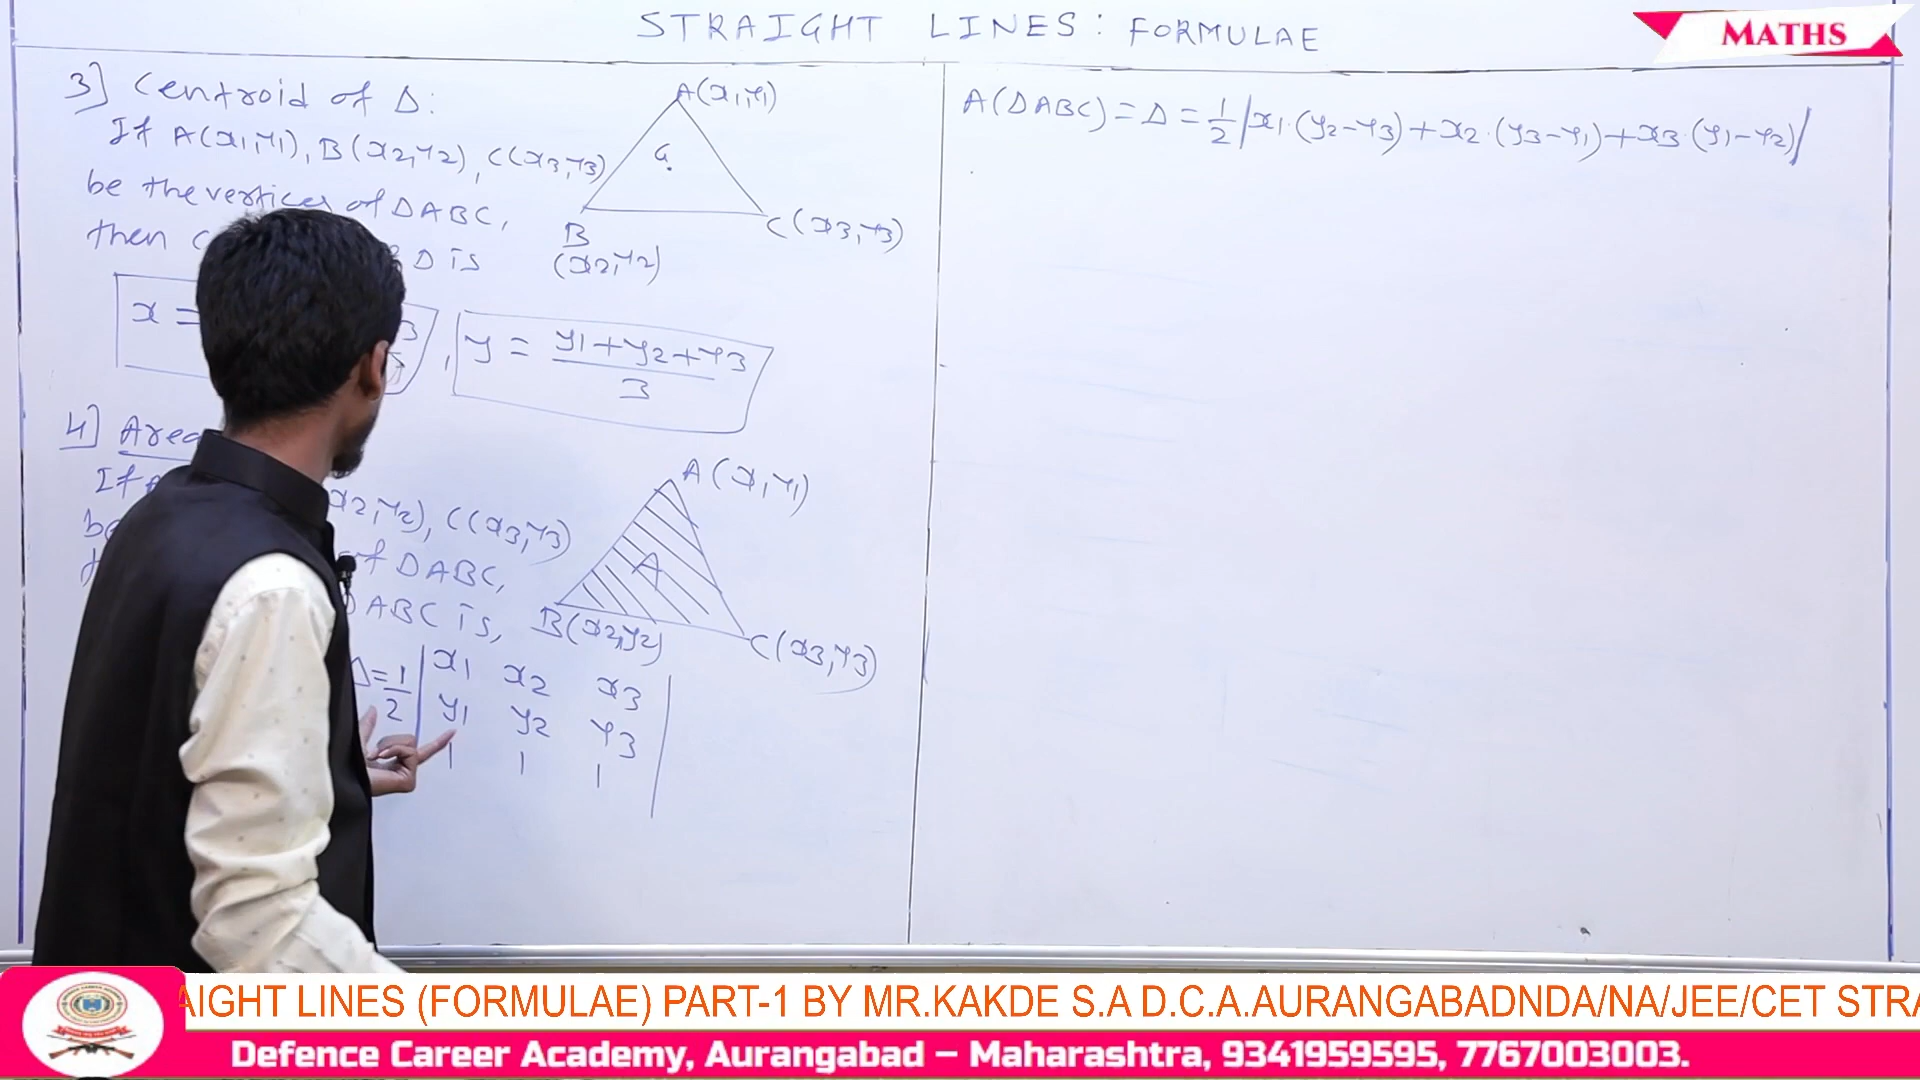 STRAIGHT LINES: FORMULAE
MATHS
3] Centroid of Δ:
If A(x1,y1), B(x2,y2), C(x3,y3)
be the vertices of ΔABC,
then
Δ is
x =
3
, y = y1+y2+y3
3
A(x1,y1)
G
B
(x2,y2)
C(x3,y3)
4] Area
If
x2,y2), C(x3,y3)
be
of ΔABC,
ΔABC is,
Δ = 1/2 | x1 x2 x3
y1 y2 y3
1 1 1 |
A(x1,y1)
A
B(x2,y2)
C(x3,y3)
A(ΔABC) = Δ = 1/2 |x1·(y2-y3)+x2·(y3-y1)+x3·(y1-y2)|
AIGHT LINES (FORMULAE) PART-1 BY MR.KAKDE S.A D.C.A.AURANGABADNDA/NA/JEE/CET STRA
Defence Career Academy, Aurangabad – Maharashtra, 9341959595, 7767003003.